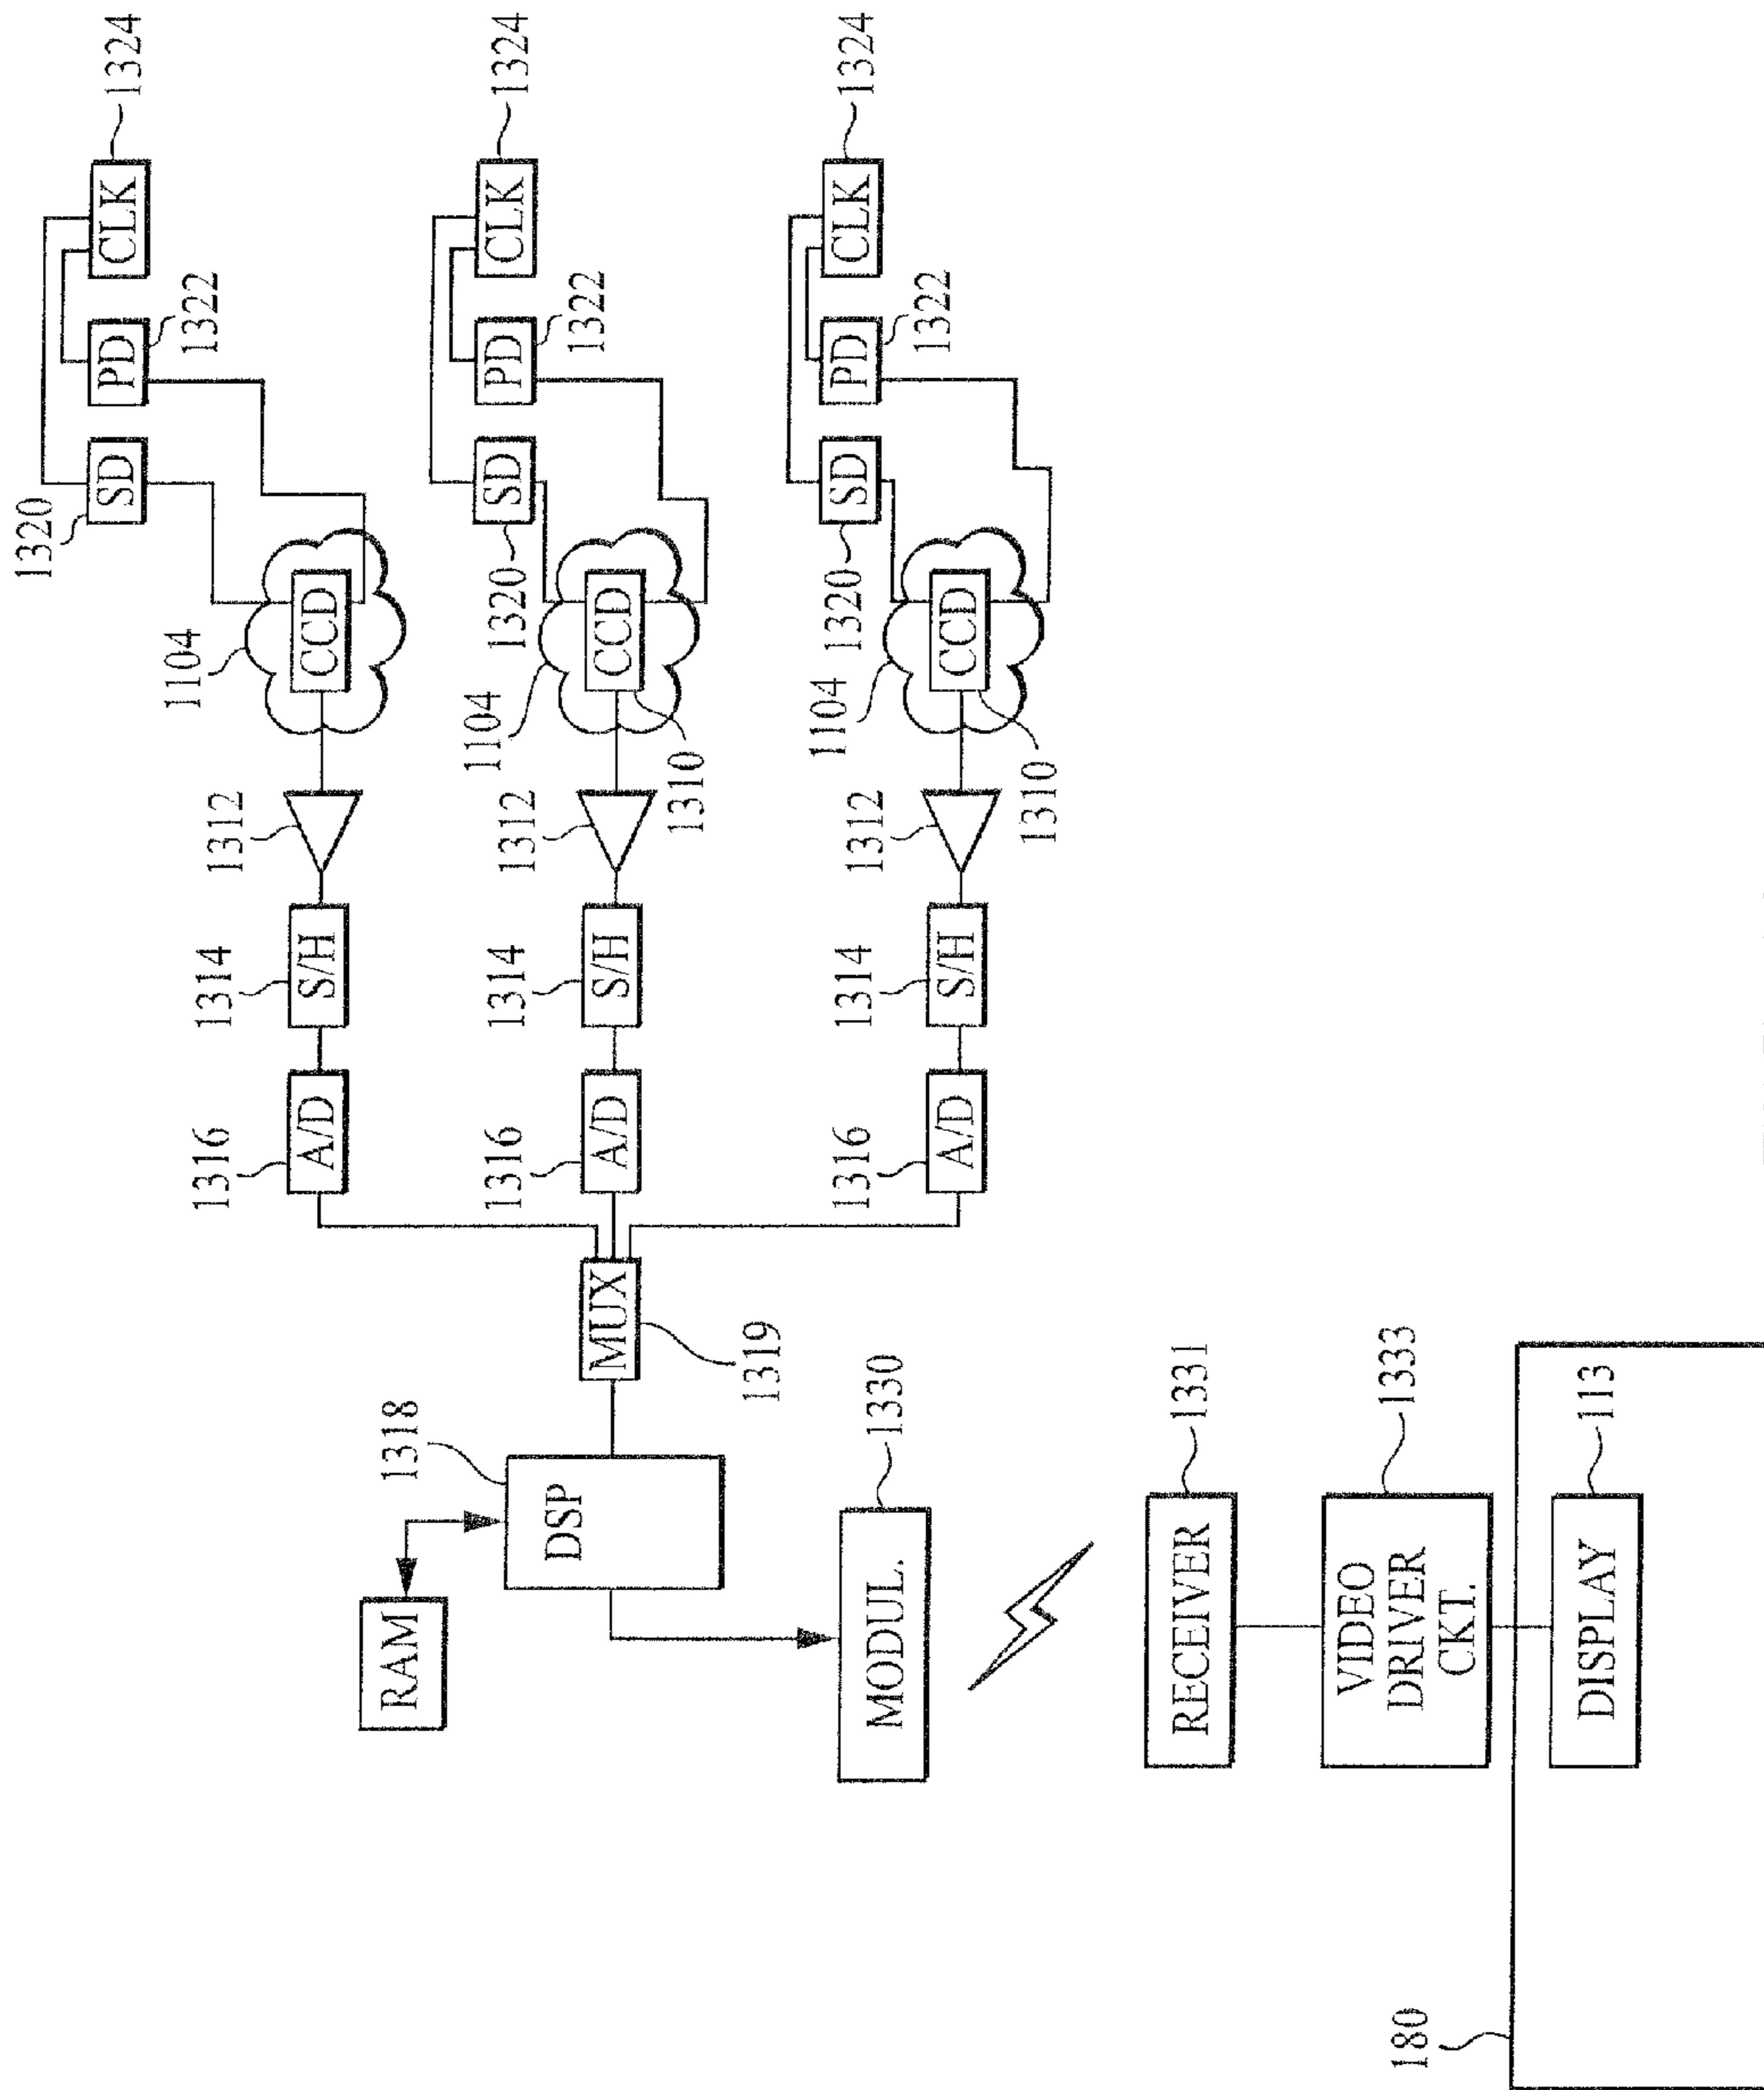 1320
SD
PD
CLK
1324
1316
1314
1312
1104
1322
A/D
S/H
CCD
RAM
1318
SD
PD
CLK
1324
1316
1314
1312
1104
1320
1322
DSP
MUX
A/D
S/H
CCD
1310
1319
SD
PD
CLK
1324
1316
1314
1312
1104
1320
1322
MODUL.
1330
A/D
S/H
CCD
1310
RECEIVER
1331
VIDEO
DRIVER
CKT.
1333
180
DISPLAY
113